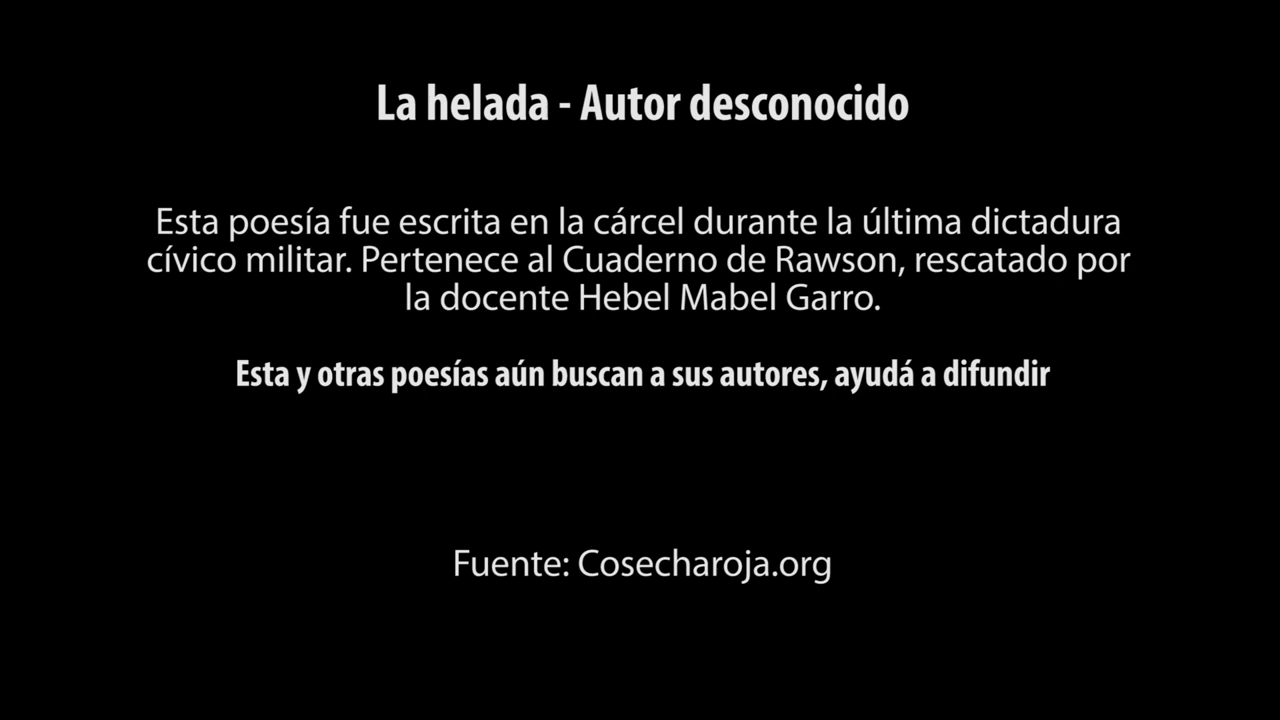 La helada - Autor desconocido
Esta poesía fue escrita en la cárcel durante la última dictadura
cívico militar. Pertenece al Cuaderno de Rawson, rescatado por
la docente Hebel Mabel Garro.
Esta y otras poesías aún buscan a sus autores, ayudá a difundir
Fuente: Cosecharoja.org